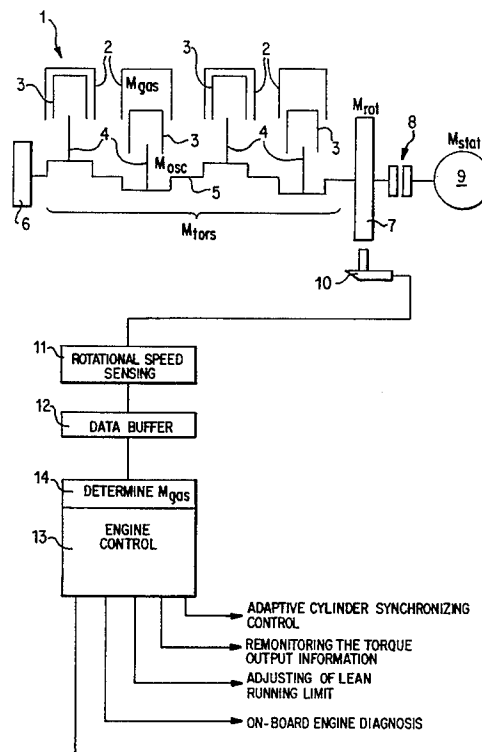 1
2
2
3
Mgas
3
3
3
4
4
Mosc
5
6
Mtors
Mrot
8
Mstat
9
7
10
11
ROTATIONAL SPEED
SENSING
12
DATA BUFFER
14
DETERMINE Mgas
13
ENGINE
CONTROL
ADAPTIVE CYLINDER SYNCHRONIZING
CONTROL
REMONITORING THE TORQUE
OUTPUT INFORMATION
ADJUSTING OF LEAN
RUNNING LIMIT
ON-BOARD ENGINE DIAGNOSIS